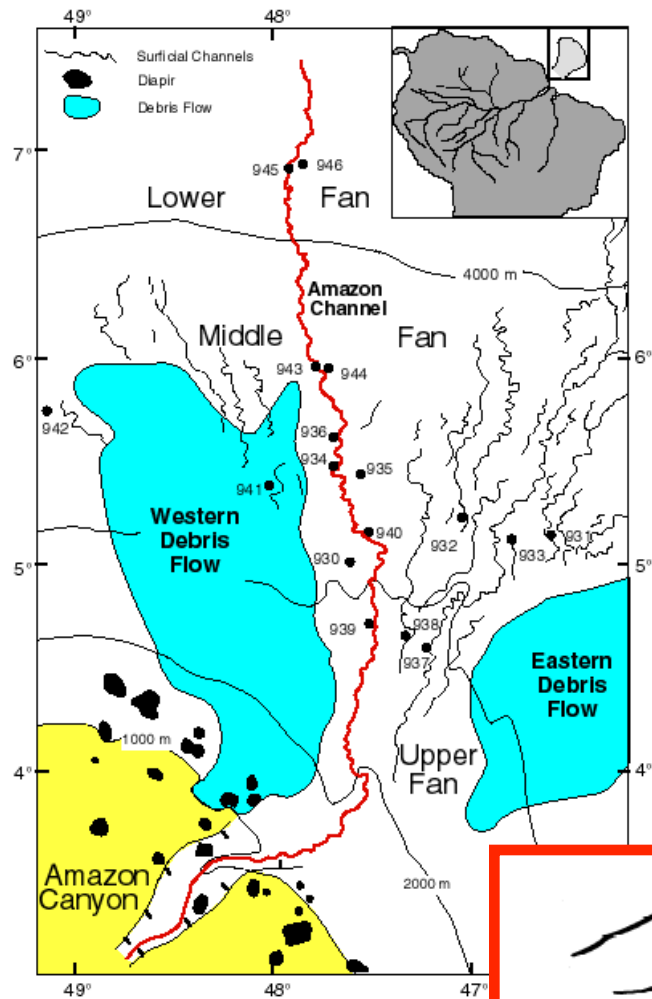 49°
48°
Surficial Channels
Diapir
Debris Flow
7°
945
946
Lower
Fan
4000 m
Amazon
Channel
Middle
Fan
6°
6°
943
944
942
936
934
935
941
940
932
931
933
Western
Debris
Flow
930
5°
5°
939
938
937
Eastern
Debris
Flow
1000 m
4°
4°
Upper
Fan
Amazon
Canyon
2000 m
49°
48°
47°